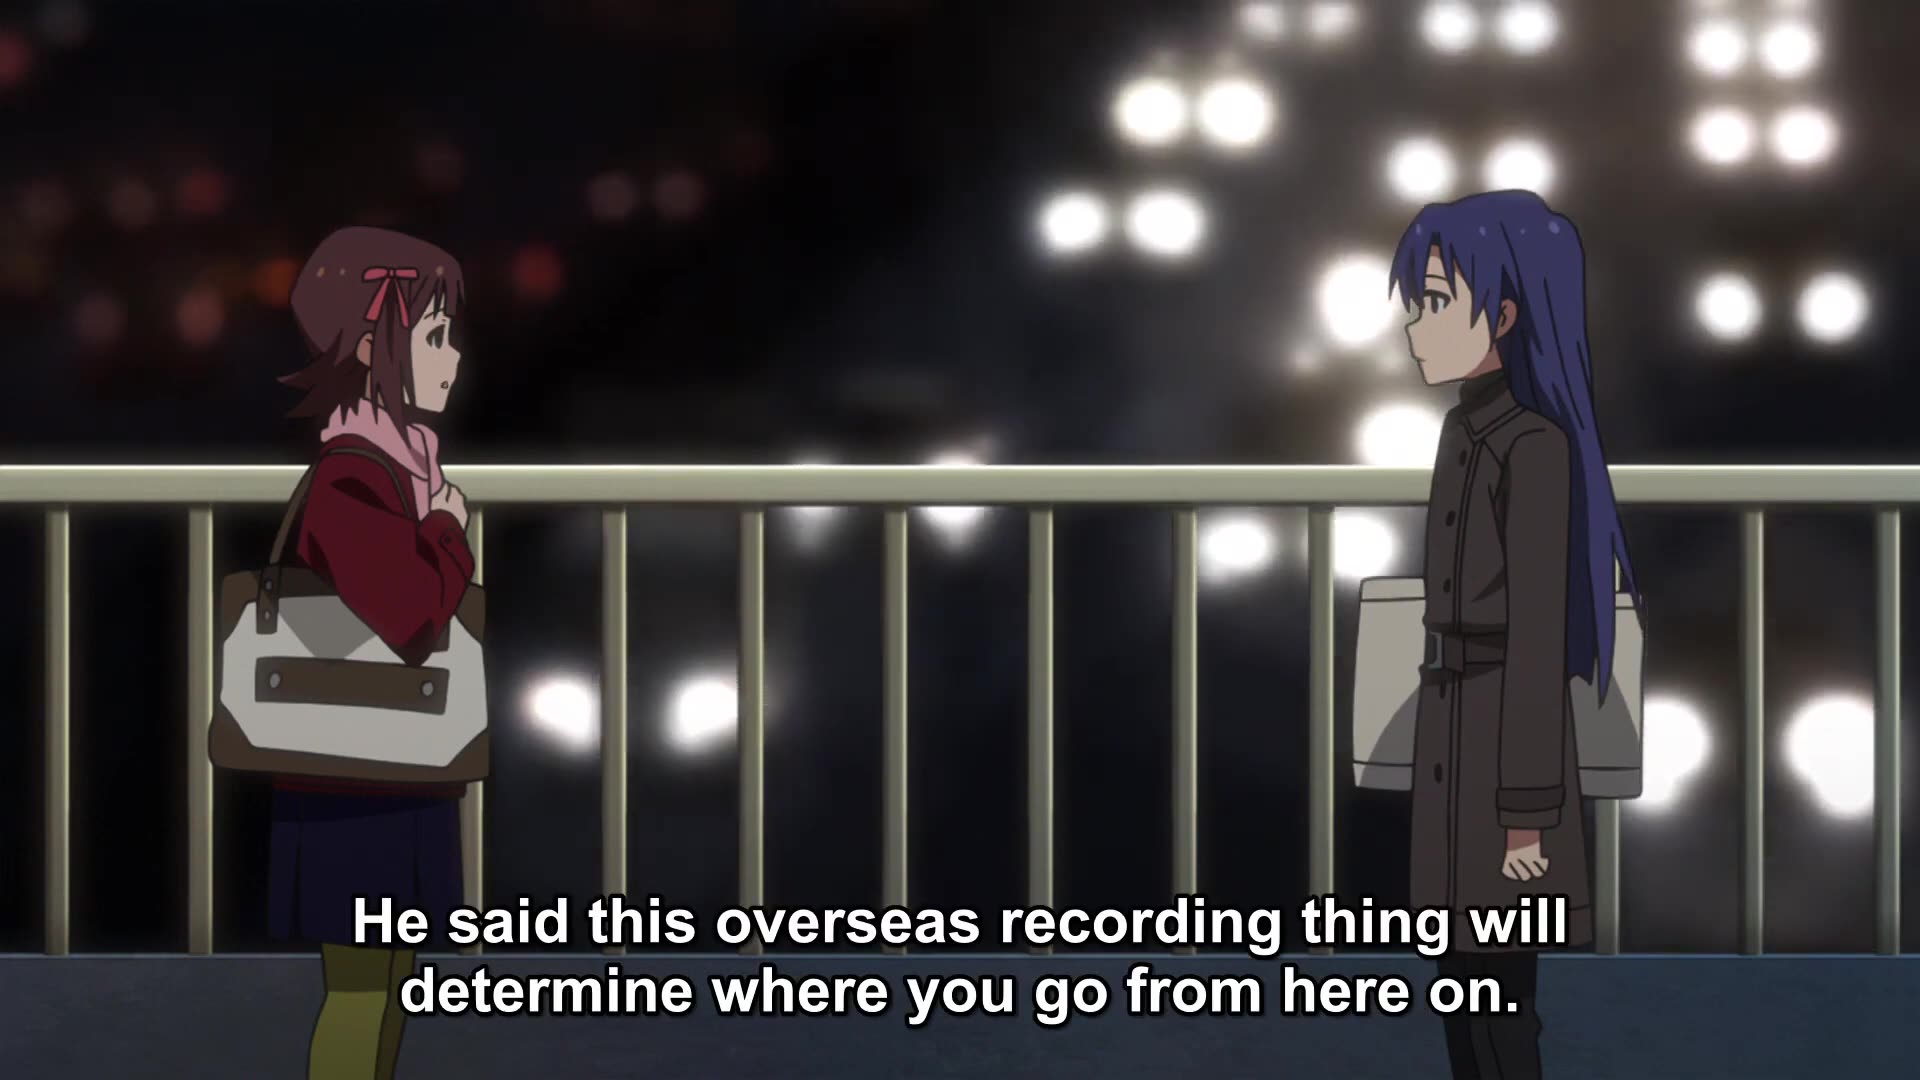 He said this overseas recording thing will
determine where you go from here on.